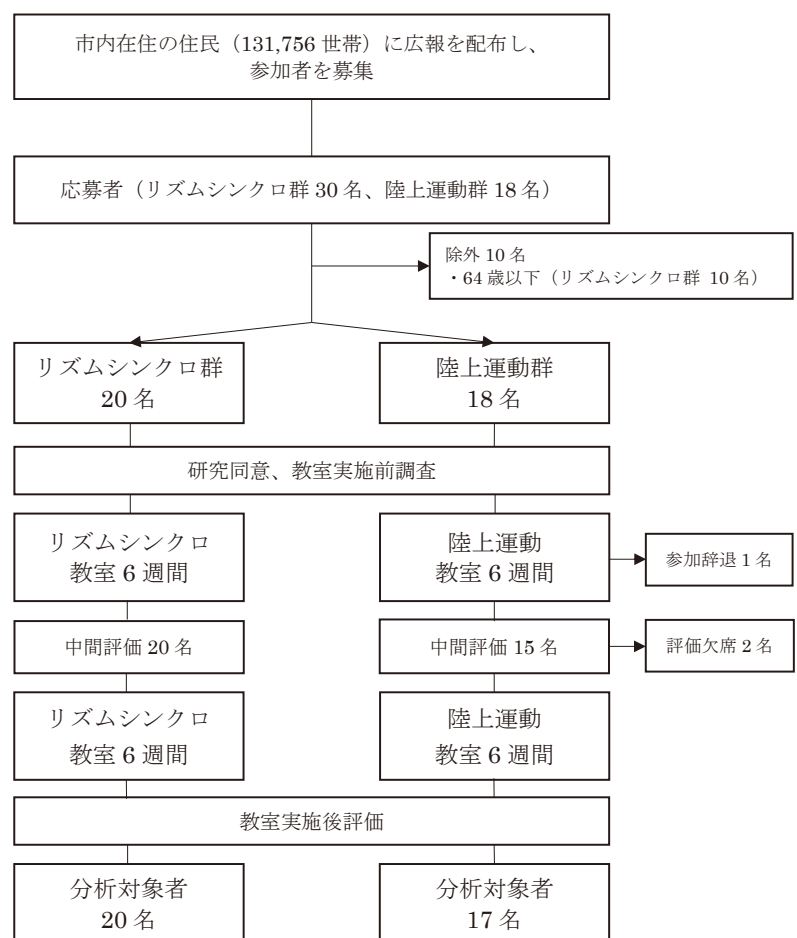 市内在住の住民（131,756 世帯）に広報を配布し、
参加者を募集
応募者（リズムシンクロ群 30 名、陸上運動群 18 名）
除外 10 名
・64 歳以下（リズムシンクロ群 10 名）
リズムシンクロ群
20 名
陸上運動群
18 名
研究同意、教室実施前調査
リズムシンクロ
教室 6 週間
陸上運動
教室 6 週間
参加辞退 1 名
中間評価 20 名
中間評価 15 名
評価欠席 2 名
リズムシンクロ
教室 6 週間
陸上運動
教室 6 週間
教室実施後評価
分析対象者
20 名
分析対象者
17 名